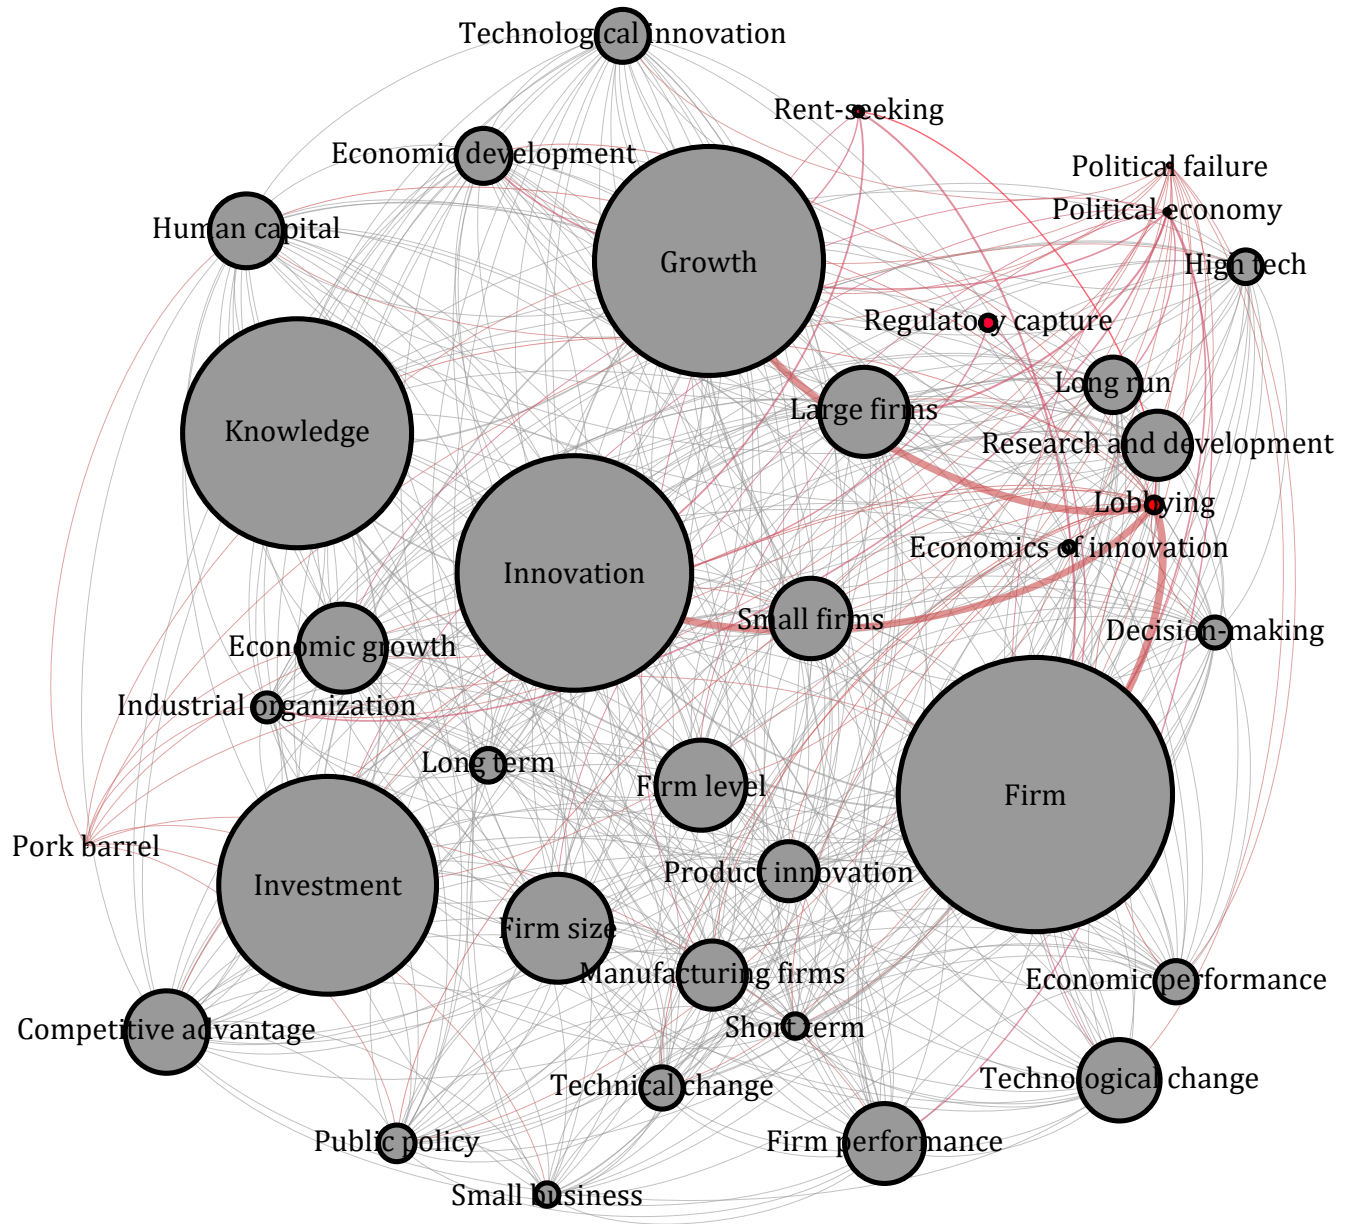 Technological innovation
Rent-seeking
Economic development
Political failure
Political economy
Human capital
Growth
High tech
Regulatory capture
Long run
Large firms
Knowledge
Research and development
Lobbying
Economics of innovation
Innovation
Small firms
Decision-making
Economic growth
Industrial organization
Long term
Firm level
Firm
Pork barrel
Product innovation
Investment
Firm size
Manufacturing firms
Economic performance
Competitive advantage
Short term
Technological change
Technical change
Public policy
Firm performance
Small business